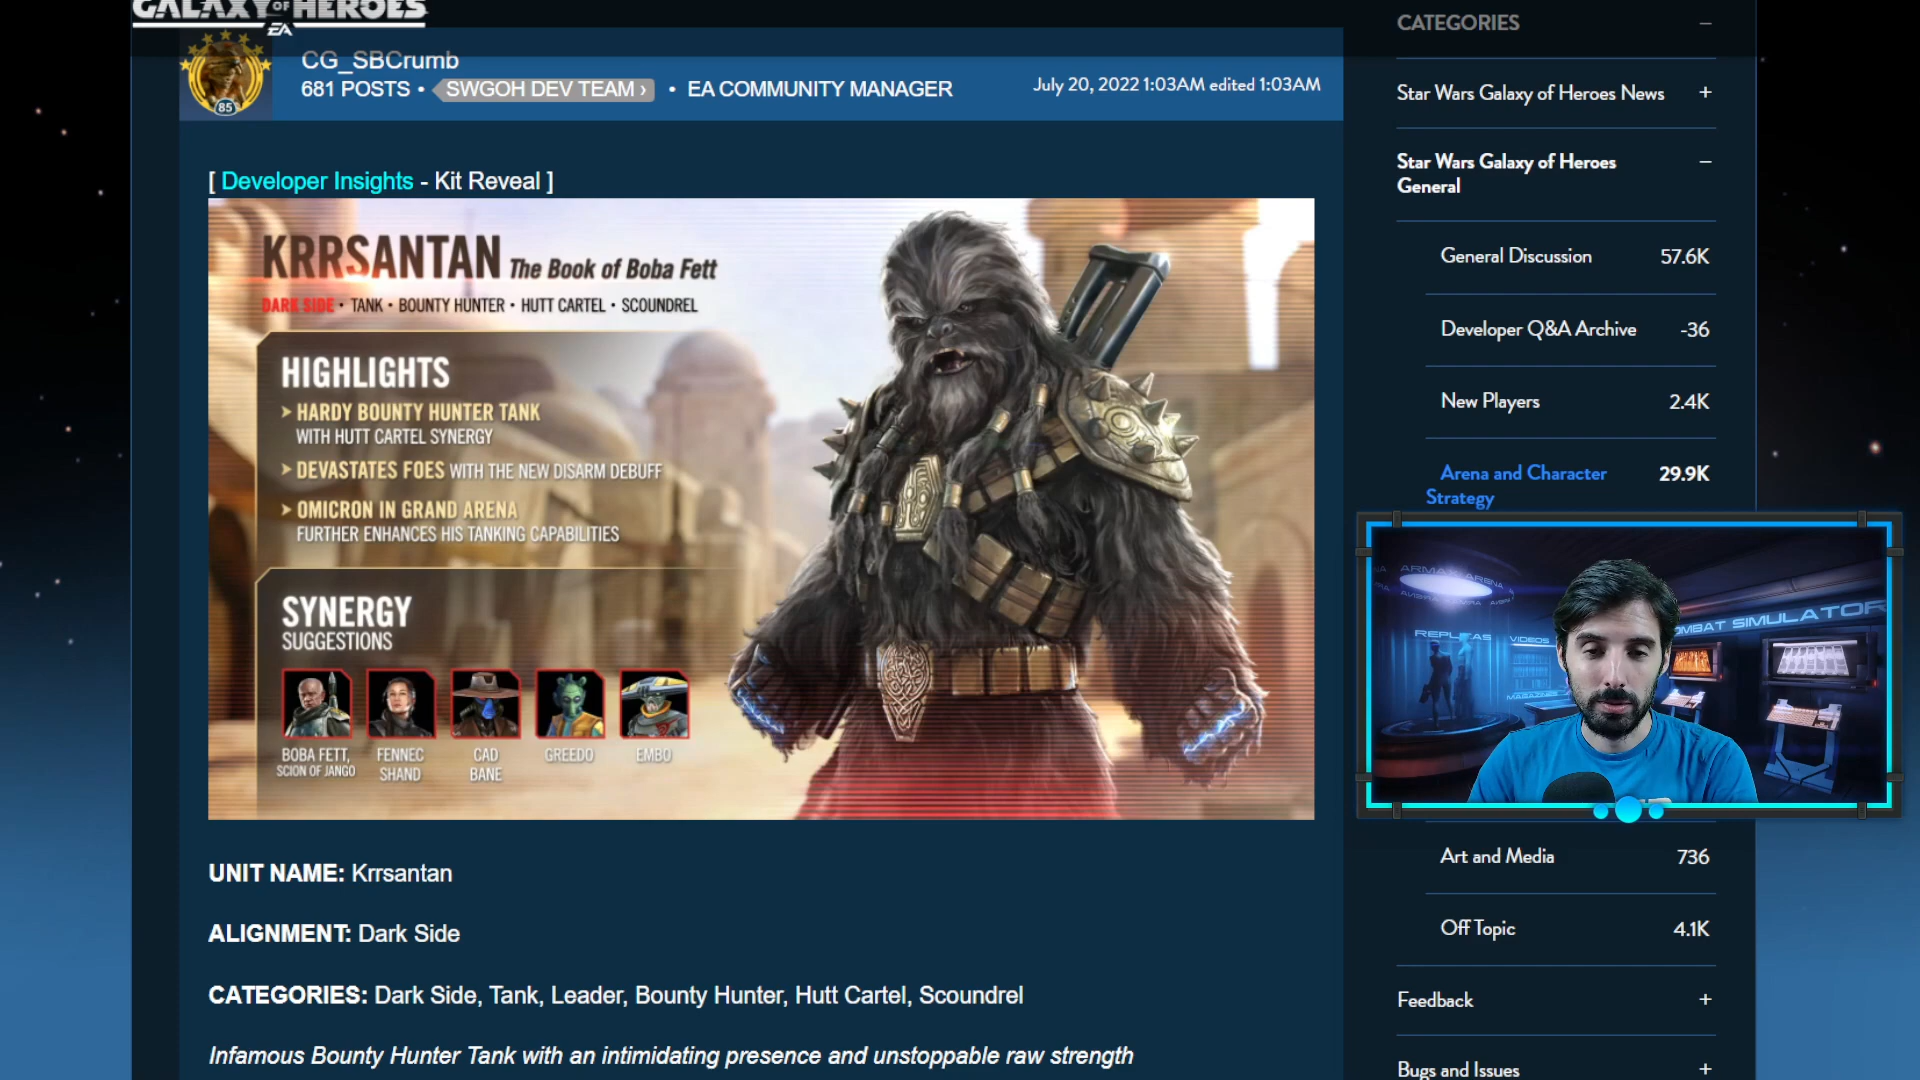 GALAXY OF HEROES
EA
CG_SBCrumb
681 POSTS • SWGOH DEV TEAM › • EA COMMUNITY MANAGER
July 20, 2022 1:03AM edited 1:03AM
85
[ Developer Insights - Kit Reveal ]
KRRSANTAN The Book of Boba Fett
DARK SIDE • TANK • BOUNTY HUNTER • HUTT CARTEL • SCOUNDREL
HIGHLIGHTS
> HARDY BOUNTY HUNTER TANK
WITH HUTT CARTEL SYNERGY
> DEVASTATES FOES WITH THE NEW DISARM DEBUFF
> OMICRON IN GRAND ARENA
FURTHER ENHANCES HIS TANKING CAPABILITIES
SYNERGY
SUGGESTIONS
BOBA FETT,
SCION OF JANGO
FENNEC
SHAND
CAD
BANE
GREEDO
EMBO
UNIT NAME: Krrsantan
ALIGNMENT: Dark Side
CATEGORIES: Dark Side, Tank, Leader, Bounty Hunter, Hutt Cartel, Scoundrel
Infamous Bounty Hunter Tank with an intimidating presence and unstoppable raw strength
CATEGORIES –
Star Wars Galaxy of Heroes News +
Star Wars Galaxy of Heroes –
General
General Discussion 57.6K
Developer Q&A Archive -36
New Players 2.4K
Arena and Character 29.9K
Strategy
ARMAX ARENA
REPLICAS
VIDEOS
MAGAZINES
COMBAT SIMULATOR
Art and Media 736
Off Topic 4.1K
Feedback +
Bugs and Issues +